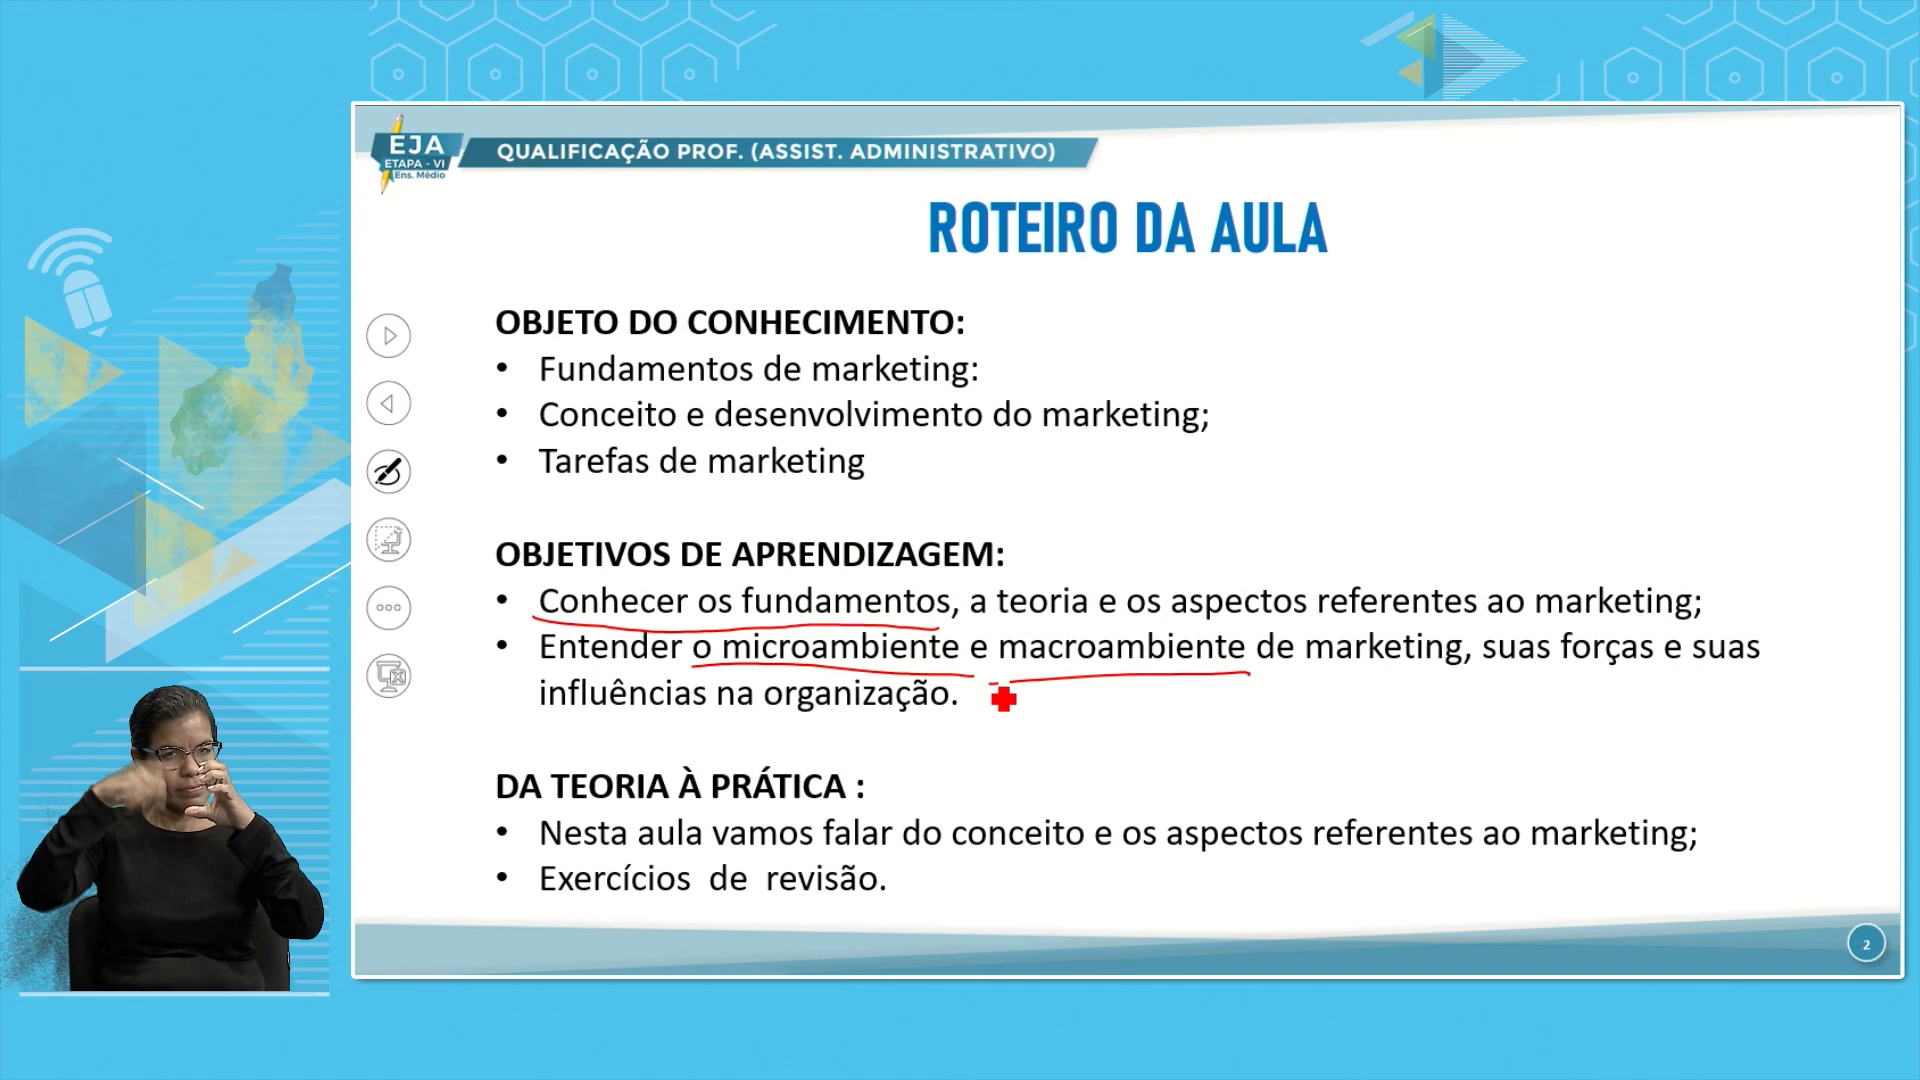 EJA
ETAPA - VI
Ens. Médio
QUALIFICAÇÃO PROF. (ASSIST. ADMINISTRATIVO)
ROTEIRO DA AULA
OBJETO DO CONHECIMENTO:
• Fundamentos de marketing:
• Conceito e desenvolvimento do marketing;
• Tarefas de marketing
OBJETIVOS DE APRENDIZAGEM:
• Conhecer os fundamentos, a teoria e os aspectos referentes ao marketing;
• Entender o microambiente e macroambiente de marketing, suas forças e suas
influências na organização.
DA TEORIA À PRÁTICA :
• Nesta aula vamos falar do conceito e os aspectos referentes ao marketing;
• Exercícios de revisão.
2